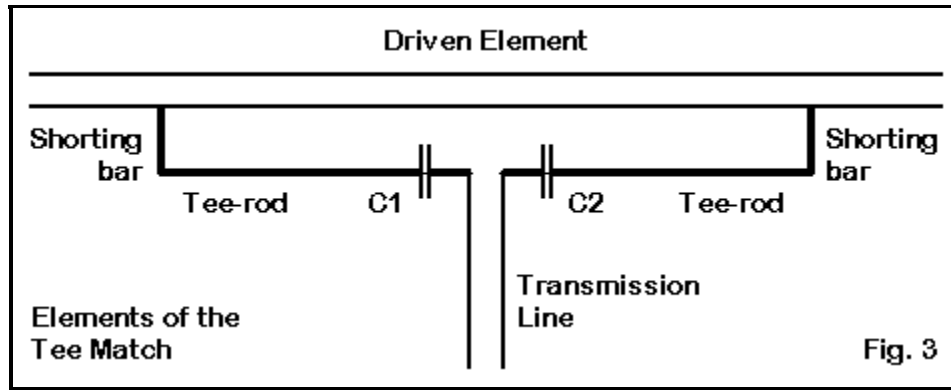 Driven Element
Shorting
bar
Shorting
bar
Tee-rod
C1
C2
Tee-rod
Transmission
Line
Elements of the
Tee Match
Fig. 3